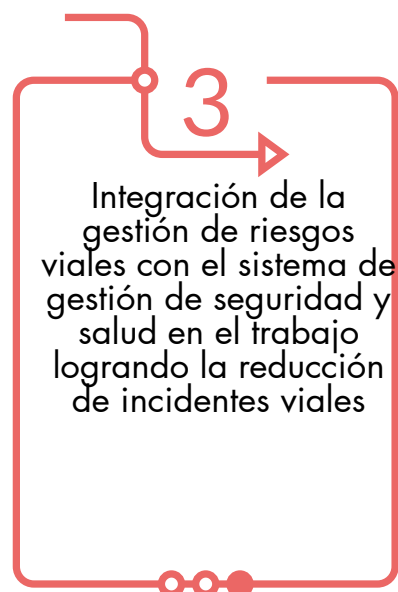 3
Integración de la
gestión de riesgos
viales con el sistema de
gestión de seguridad y
salud en el trabajo
logrando la reducción
de incidentes viales